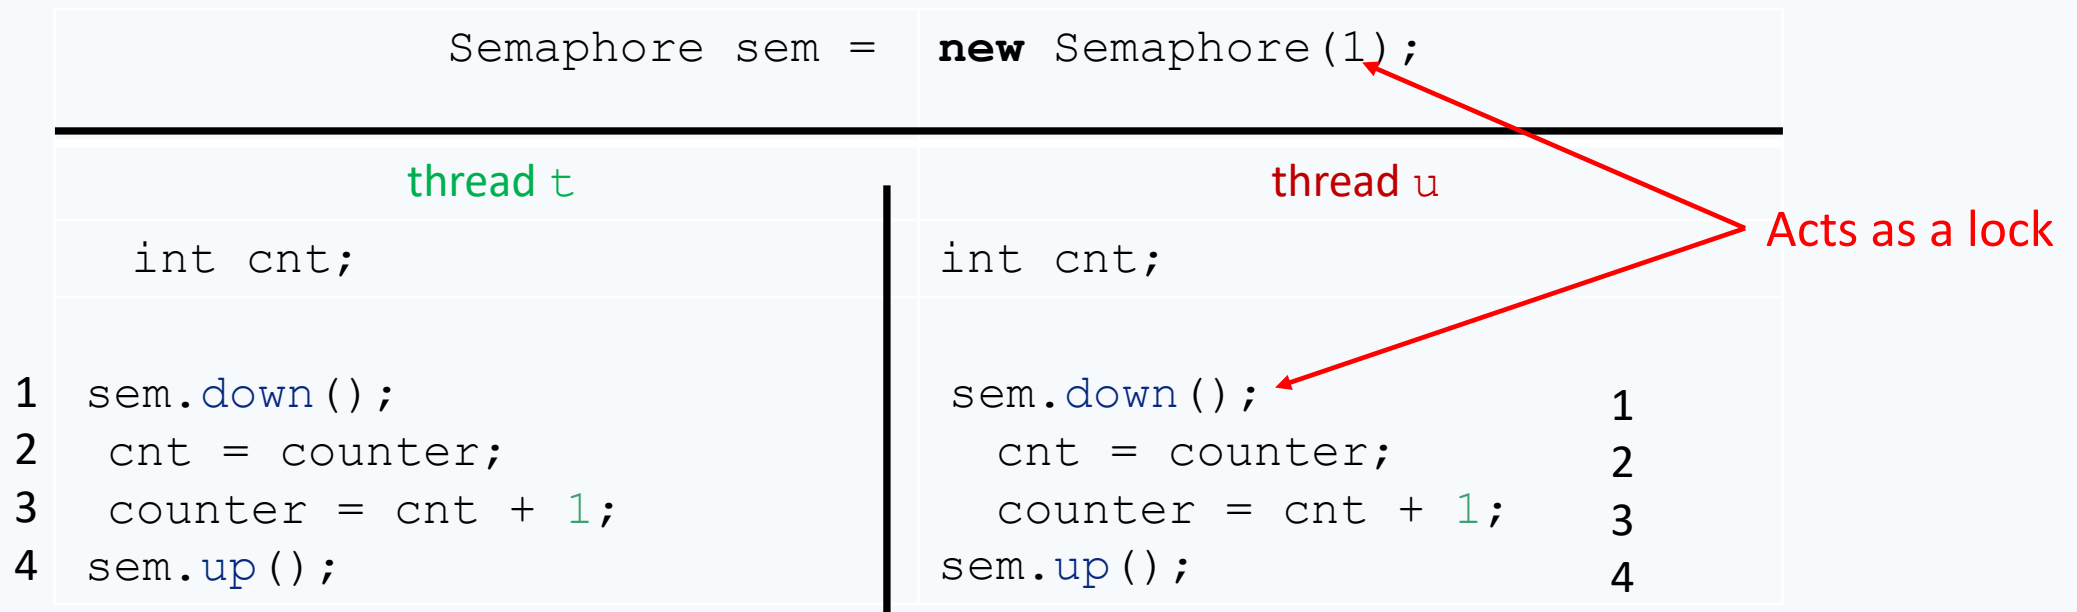 Semaphore sem = new Semaphore(1);
thread t thread u
Acts as a lock
int cnt; int cnt;
1 sem.down(); sem.down(); 1
2 cnt = counter; cnt = counter; 2
3 counter = cnt + 1; counter = cnt + 1; 3
4 sem.up(); sem.up(); 4